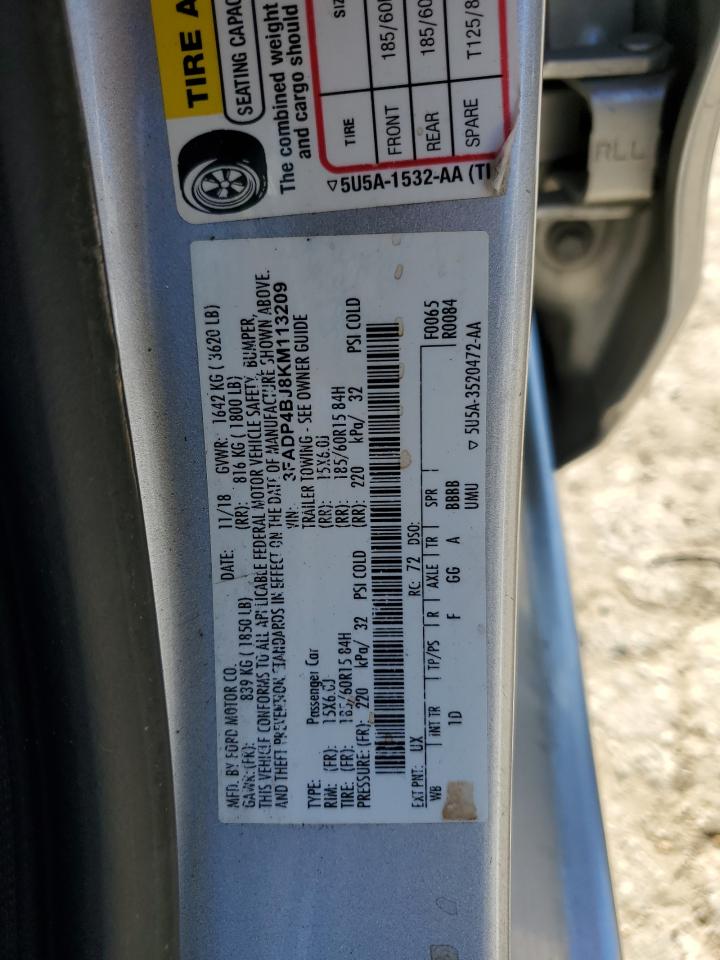 TIRE A
SEATING CAPAC
The combined weight
and cargo should
TIRE SIZ
FRONT 185/60
REAR 185/60
SPARE T125/8
5U5A-1532-AA (TI
MFD. BY FORD MOTOR CO.
DATE: 11/18 GVWR: 1642 KG ( 3620 LB)
GAWR: (FR): 839 KG ( 1850 LB) (RR): 816 KG ( 1800 LB)
THIS VEHICLE CONFORMS TO ALL APPLICABLE FEDERAL MOTOR VEHICLE SAFETY, BUMPER,
AND THEFT PREVENTION STANDARDS IN EFFECT ON THE DATE OF MANUFACTURE SHOWN ABOVE.
VIN: 3FADP4BJ8KM113209
TYPE: Passenger Car TRAILER TOWING - SEE OWNER GUIDE
RIM: (FR): 15X6.0J (RR): 15X6.0J
TIRE: (FR): 185/60R15 84H (RR): 185/60R15 84H
PRESSURE: (FR): 220 kPa/ 32 PSI COLD (RR): 220 kPa/ 32 PSI COLD
EXT PNT: UX RC: 72 DSO: F0065
R0084
WB INT TR TP/PS R AXLE TR SPR
1D F GG A BBBB
UMU
5U5A-3520472-AA
ALL